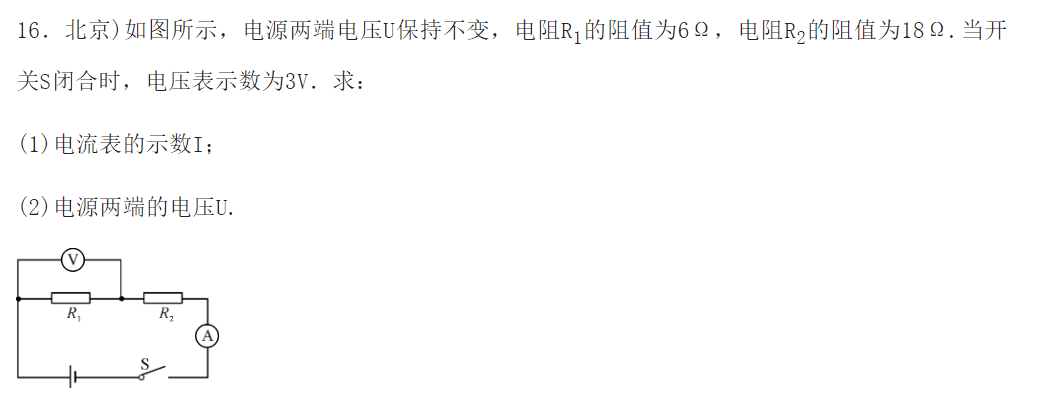 16. 北京)如图所示，电源两端电压U保持不变，电阻R₁的阻值为6Ω，电阻R₂的阻值为18Ω.当开
关S闭合时，电压表示数为3V. 求：
(1)电流表的示数I;
(2)电源两端的电压U.
V
R₁ R₂
A
S